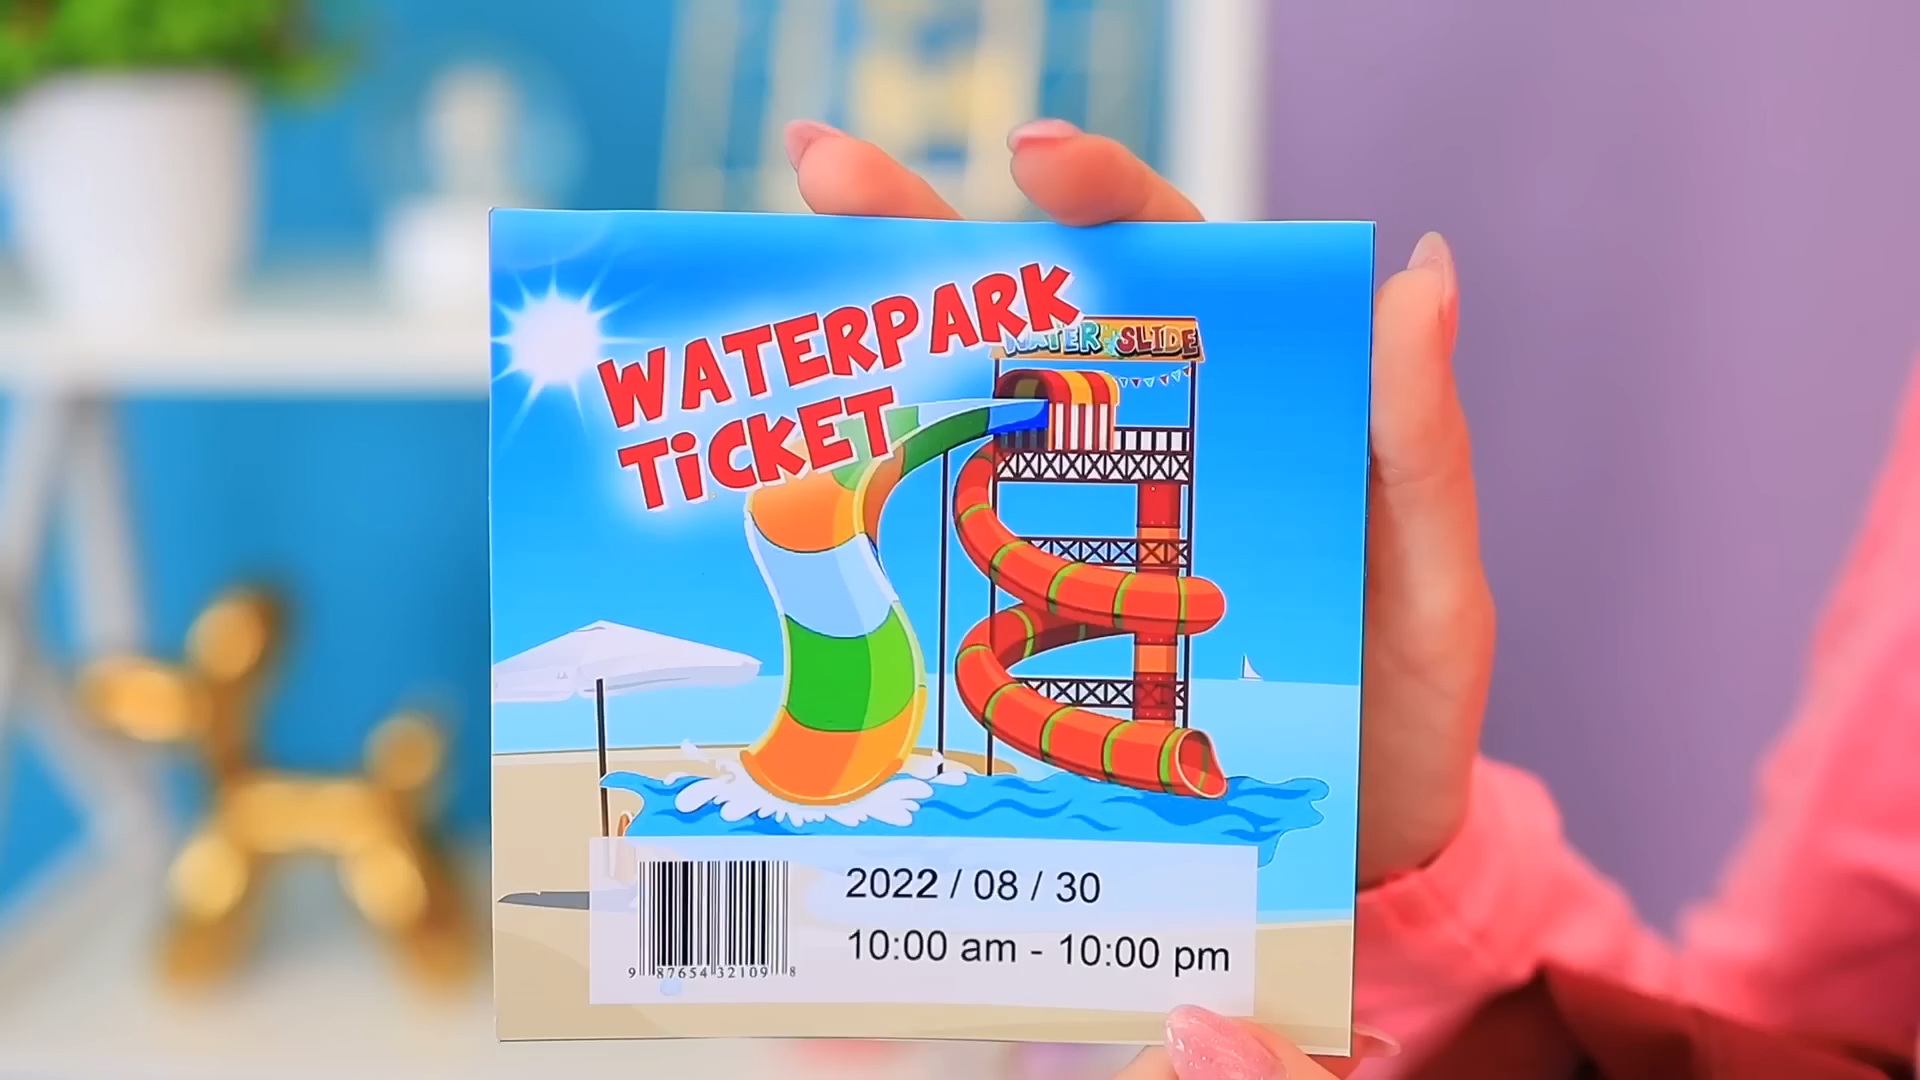 WATERPARK
TiCKET
WATER SLIDE
2022 / 08 / 30
10:00 am - 10:00 pm
9 87654 32109 8